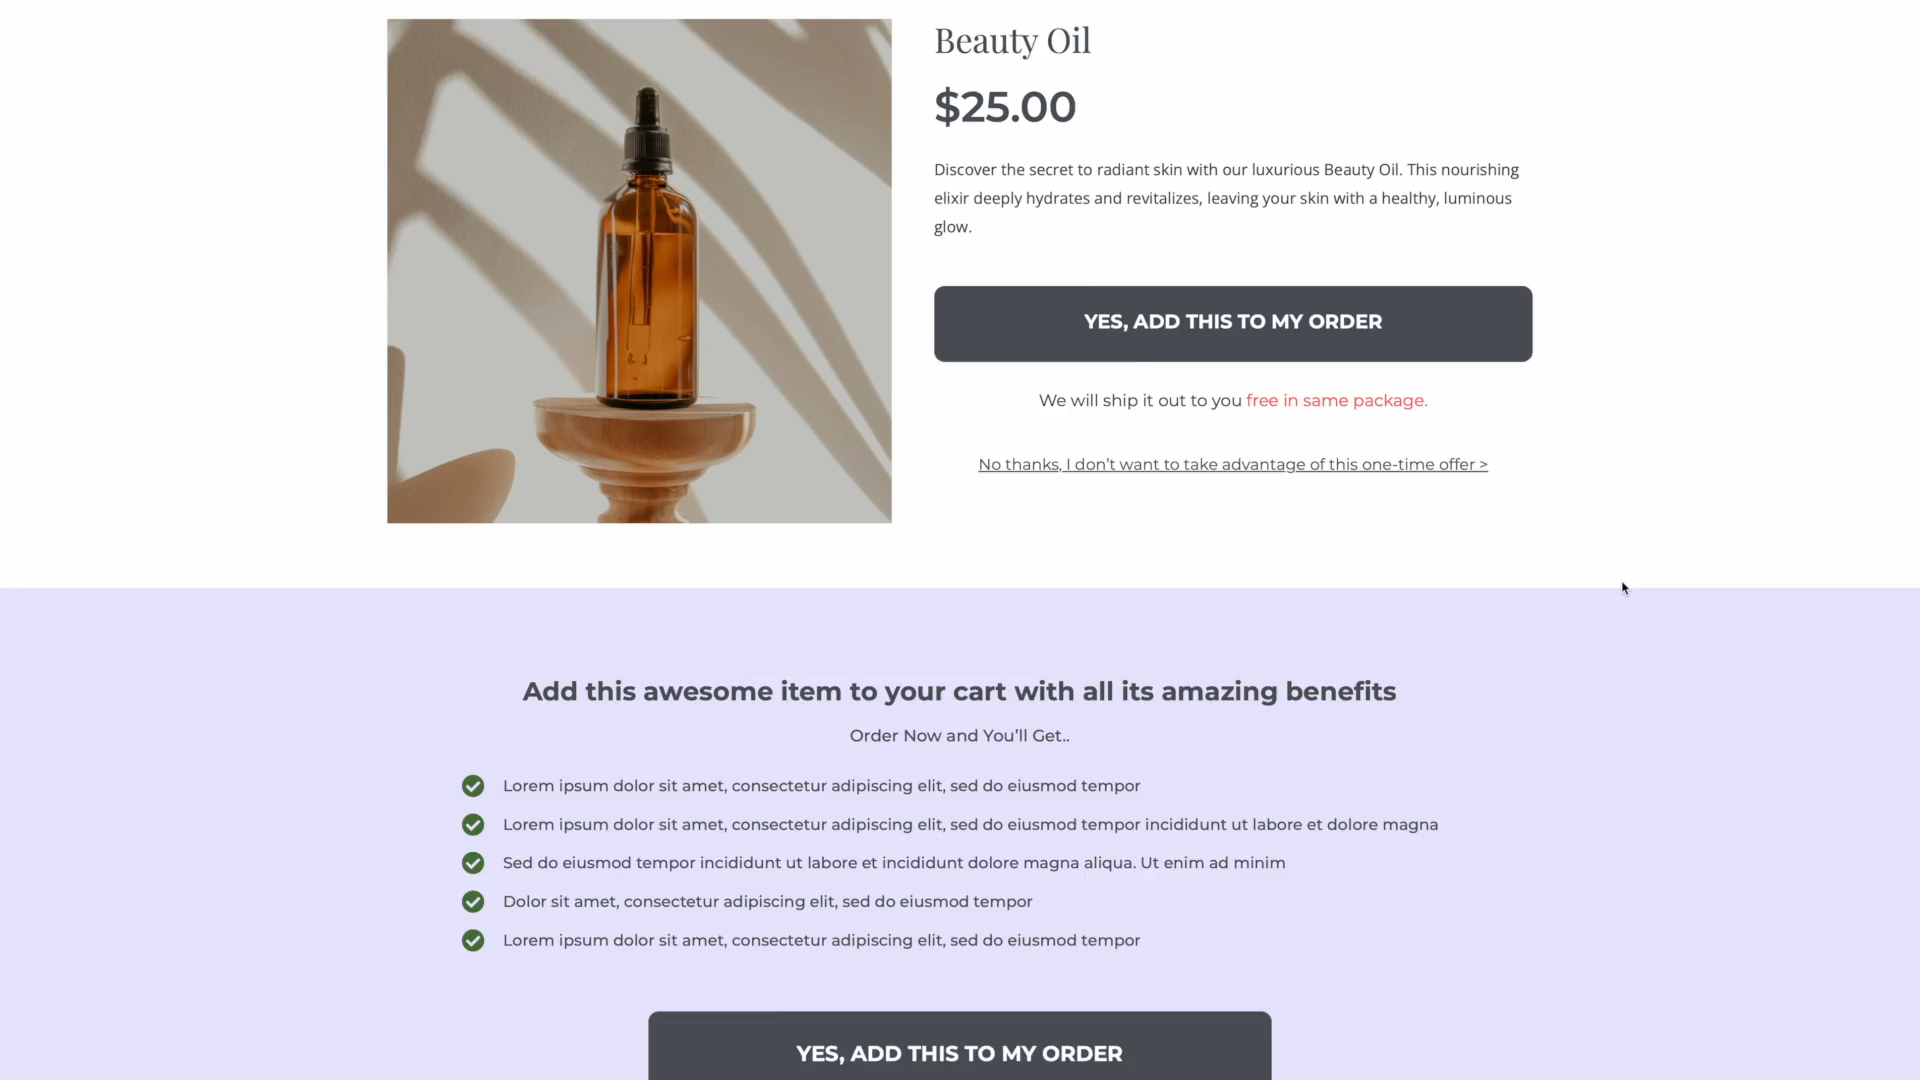 Beauty Oil
$25.00
Discover the secret to radiant skin with our luxurious Beauty Oil. This nourishing
elixir deeply hydrates and revitalizes, leaving your skin with a healthy, luminous
glow.
YES, ADD THIS TO MY ORDER
We will ship it out to you free in same package.
No thanks, I don’t want to take advantage of this one-time offer >
Add this awesome item to your cart with all its amazing benefits
Order Now and You’ll Get..
Lorem ipsum dolor sit amet, consectetur adipiscing elit, sed do eiusmod tempor
Lorem ipsum dolor sit amet, consectetur adipiscing elit, sed do eiusmod tempor incididunt ut labore et dolore magna
Sed do eiusmod tempor incididunt ut labore et incididunt dolore magna aliqua. Ut enim ad minim
Dolor sit amet, consectetur adipiscing elit, sed do eiusmod tempor
Lorem ipsum dolor sit amet, consectetur adipiscing elit, sed do eiusmod tempor
YES, ADD THIS TO MY ORDER